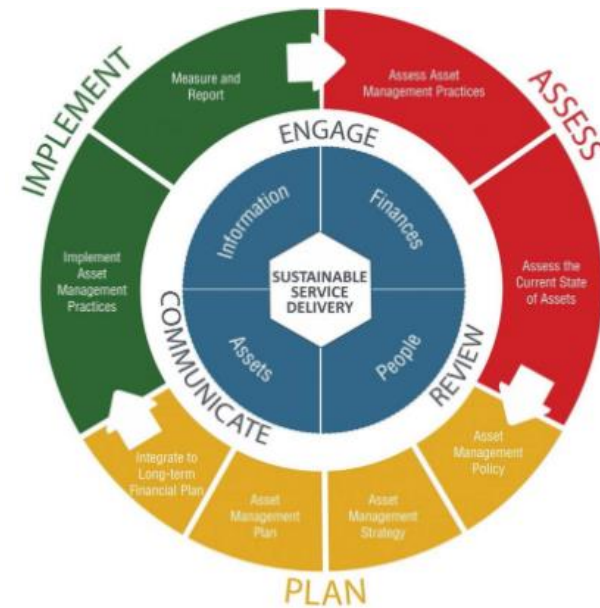 IMPLEMENT
Measure and
Report
Assess Asset
Management Practices
ASSESS
ENGAGE
Information
Finances
Implement
Asset
Management
Practices
SUSTAINABLE
SERVICE
DELIVERY
Assess the
Current State
of Assets
COMMUNICATE
Assets
People
REVIEW
Integrate to
Long-term
Financial Plan
Asset
Management
Plan
Asset
Management
Strategy
Asset
Management
Policy
PLAN